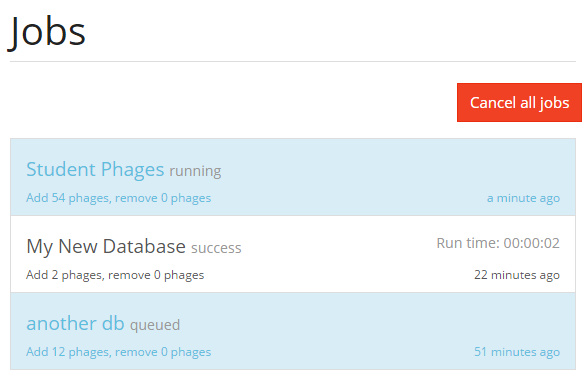 Jobs
Cancel all jobs
Student Phages running
Add 54 phages, remove 0 phages a minute ago
My New Database success Run time: 00:00:02
Add 2 phages, remove 0 phages 22 minutes ago
another db queued
Add 12 phages, remove 0 phages 51 minutes ago